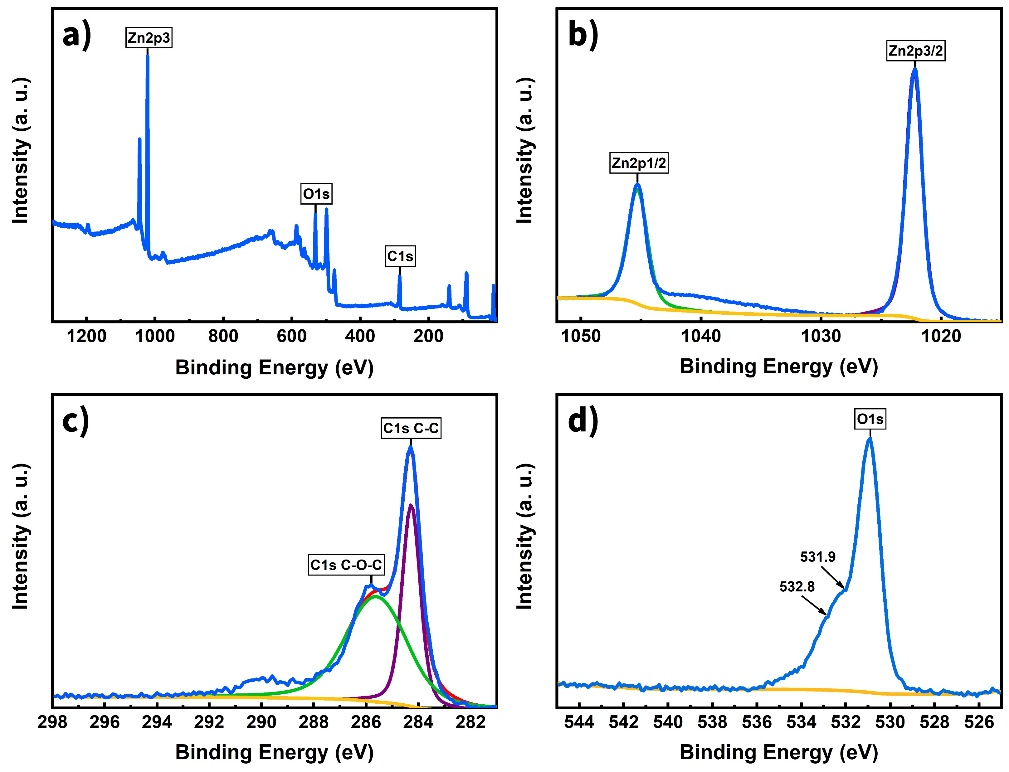 a)
Zn2p3
O1s
C1s
Intensity (a. u.)
1200 1000 800 600 400 200
Binding Energy (eV)
b)
Zn2p3/2
Zn2p1/2
Intensity (a. u.)
1050 1040 1030 1020
Binding Energy (eV)
c)
C1s C-C
C1s C-O-C
Intensity (a. u.)
298 296 294 292 290 288 286 284 282
Binding Energy (eV)
d)
O1s
531.9
532.8
Intensity (a. u.)
544 542 540 538 536 534 532 530 528 526
Binding Energy (eV)